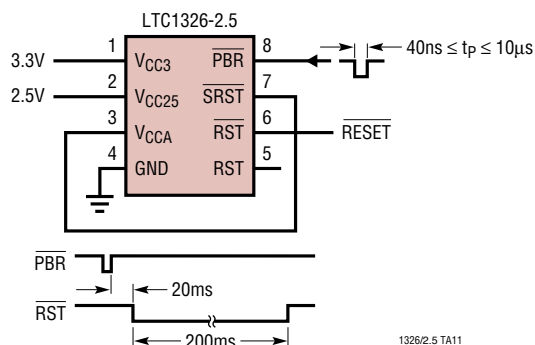 LTC1326-2.5
1 8
3.3V VCC3 PBR 40ns ≤ tP ≤ 10µs
2 7
2.5V VCC25 SRST
3 6
VCCA RST RESET
4 5
GND RST
PBR
20ms
RST
200ms
1326/2.5 TA11